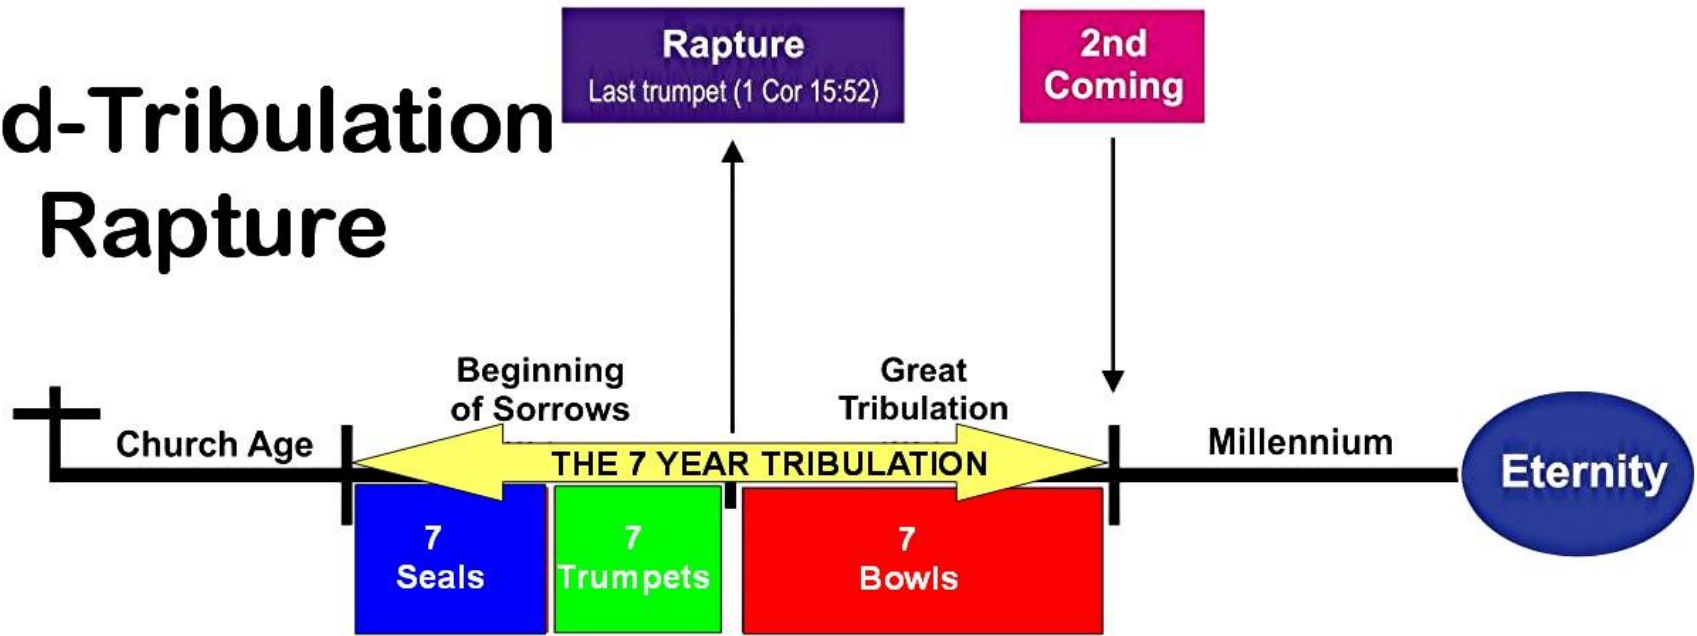 d-Tribulation
Rapture
Rapture
Last trumpet (1 Cor 15:52)
2nd
Coming
Beginning
of Sorrows
Great
Tribulation
Church Age
THE 7 YEAR TRIBULATION
Millennium
Eternity
7
Seals
7
Trumpets
7
Bowls